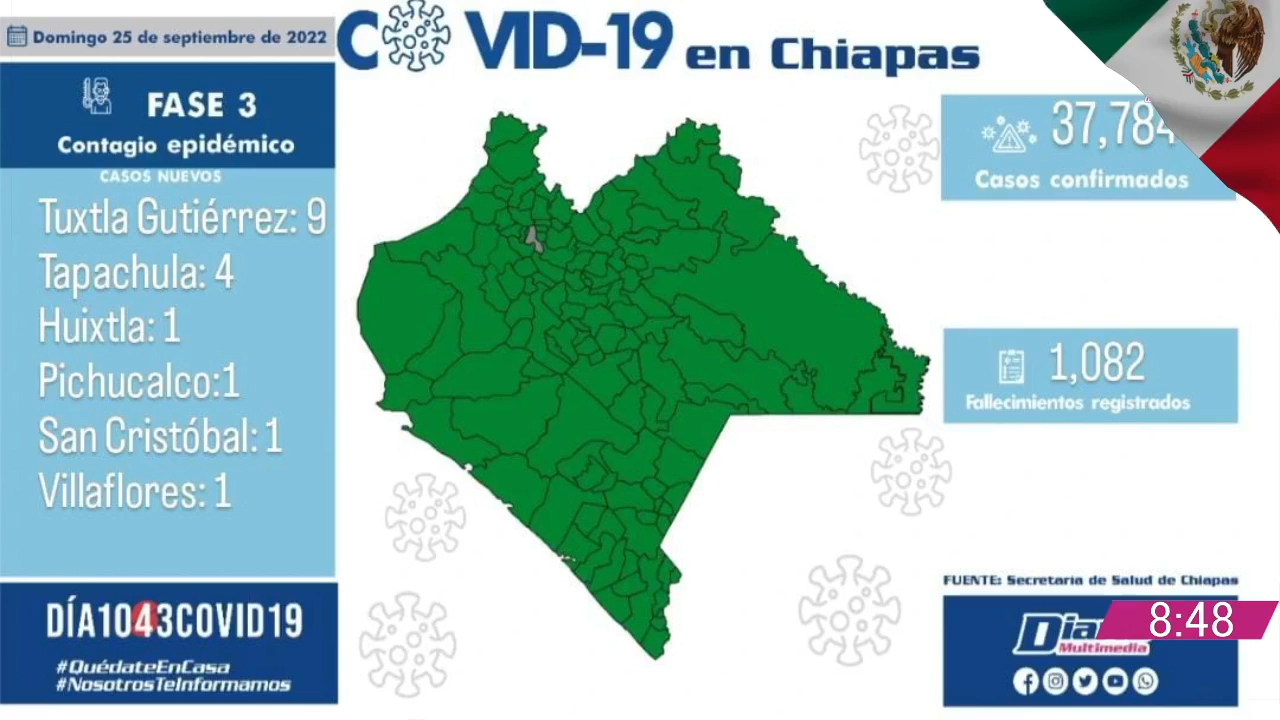 Domingo 25 de septiembre de 2022
COVID-19 en Chiapas
FASE 3
Contagio epidémico
CASOS NUEVOS
Tuxtla Gutiérrez: 9
Tapachula: 4
Huixtla: 1
Pichucalco:1
San Cristóbal: 1
Villaflores: 1
DÍA1043COVID19
#QuédateEnCasa
#NosotrosTeInformamos
37,784
Casos confirmados
1,082
Fallecimientos registrados
FUENTE: Secretaria de Salud de Chiapas
Multimedia
8:48